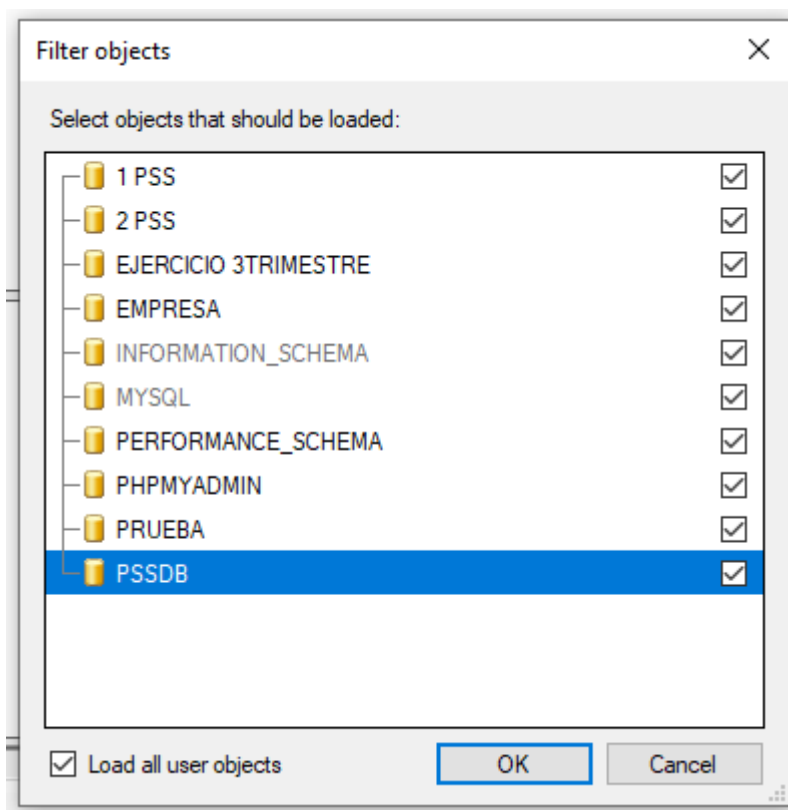 Filter objects
Select objects that should be loaded:
1 PSS
2 PSS
EJERCICIO 3TRIMESTRE
EMPRESA
INFORMATION_SCHEMA
MYSQL
PERFORMANCE_SCHEMA
PHPMYADMIN
PRUEBA
PSSDB
Load all user objects OK Cancel